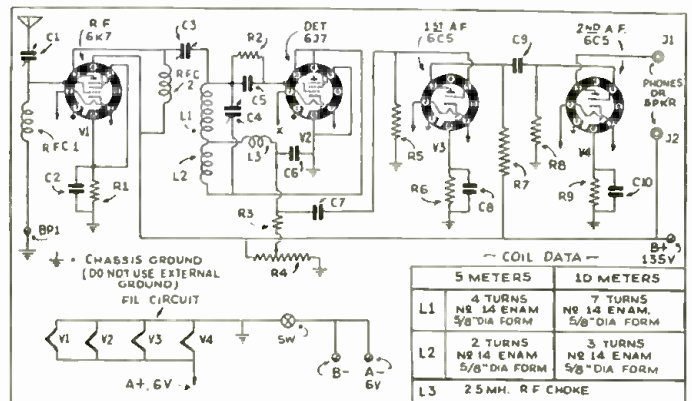 R F
6K7
C3
R2
DET
6J7
1ST A F
6C5
C9
2ND A.F.
6C5
J1
C1
RFC
2
C5
C4
PHONES
OR
SPKR
V1
L1
X
V2
RFC1
L3
R5
V3
R8
V4
J2
L2
C6
R7
C2
R1
R6
C8
R9
C10
R3
C7
BP1
R4
B+
135V
= CHASSIS GROUND
(DO NOT USE EXTERNAL
GROUND)
FIL CIRCUIT
V1
V2
V3
V4
SW
B-
A-
6V
A+, 6V
— COIL DATA —
5 METERS
10 METERS
L1
4 TURNS
Nº 14 ENAM
5/8" DIA FORM
7 TURNS
Nº 14 ENAM.
5/8" DIA FORM
L2
2 TURNS
Nº 14 ENAM
5/8" DIA FORM
3 TURNS
Nº 14 ENAM
5/8" DIA FORM
L3
2.5 MH. R F CHOKE